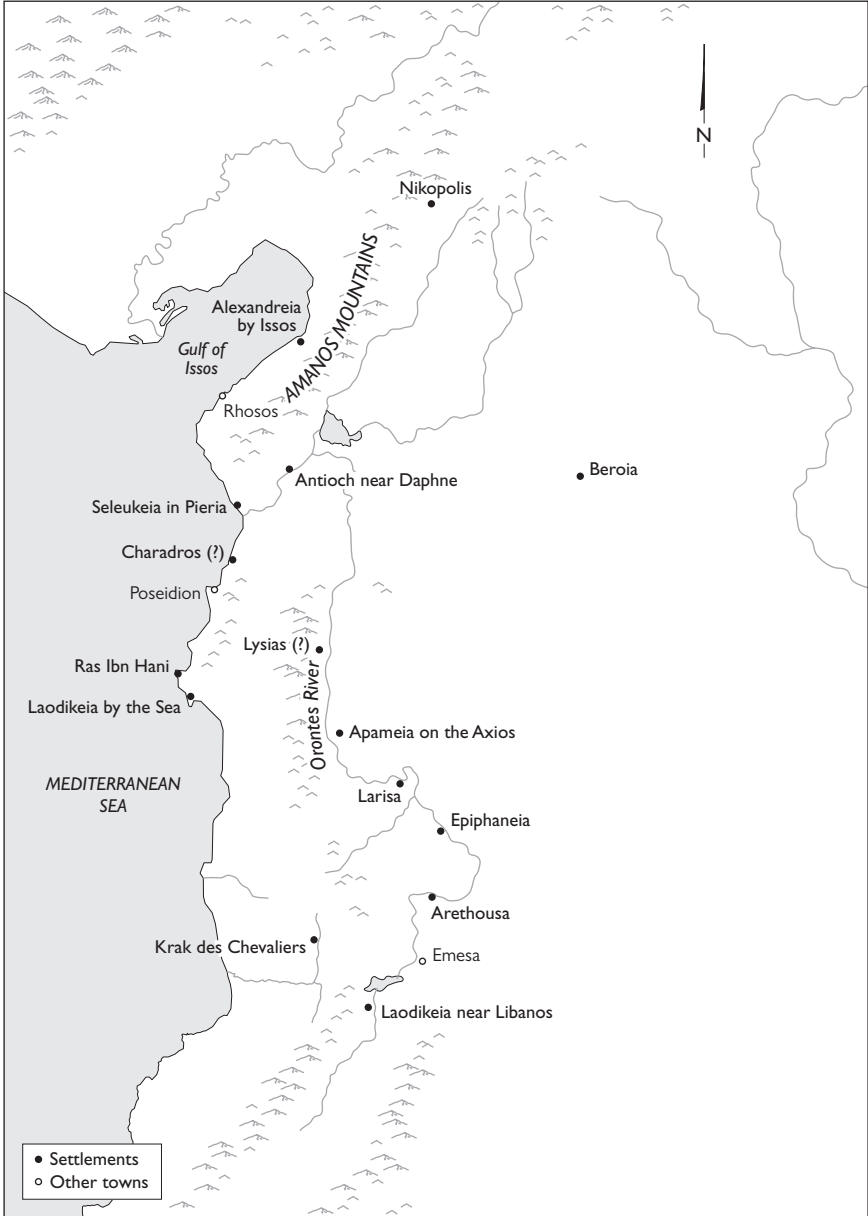 N
Nikopolis
AMANOS MOUNTAINS
Alexandreia
by Issos
Gulf of
Issos
Rhosos
Antioch near Daphne
Beroia
Seleukeia in Pieria
Charadros (?)
Poseidion
Lysias (?)
Ras Ibn Hani
Laodikeia by the Sea
Orontes River
Apameia on the Axios
MEDITERRANEAN
SEA
Larisa
Epiphaneia
Arethousa
Krak des Chevaliers
Emesa
Laodikeia near Libanos
Settlements
Other towns